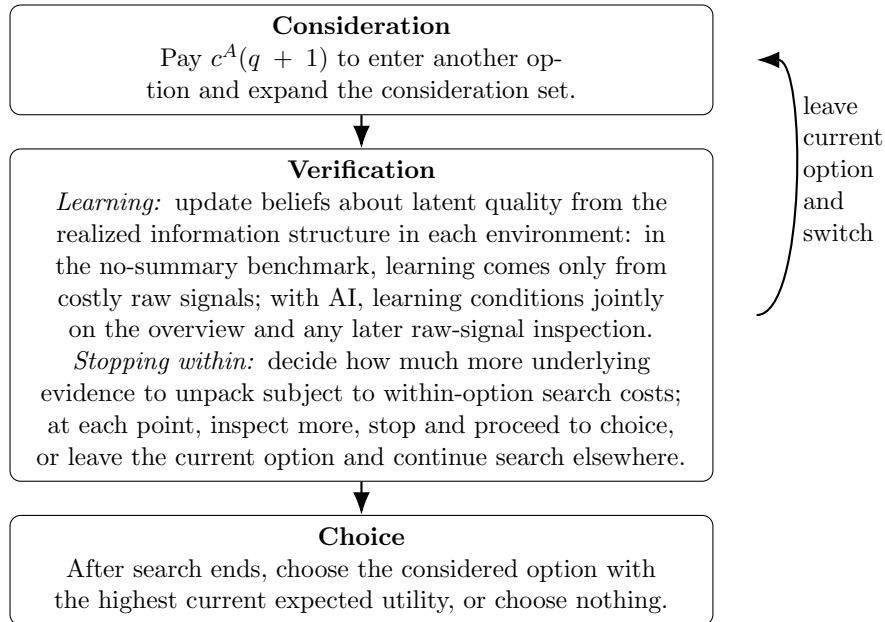 Consideration
Pay c^A(q + 1) to enter another op-
tion and expand the consideration set.
Verification
Learning: update beliefs about latent quality from the
realized information structure in each environment: in
the no-summary benchmark, learning comes only from
costly raw signals; with AI, learning conditions jointly
on the overview and any later raw-signal inspection.
Stopping within: decide how much more underlying
evidence to unpack subject to within-option search costs;
at each point, inspect more, stop and proceed to choice,
or leave the current option and continue search elsewhere.
Choice
After search ends, choose the considered option with
the highest current expected utility, or choose nothing.
leave
current
option
and
switch